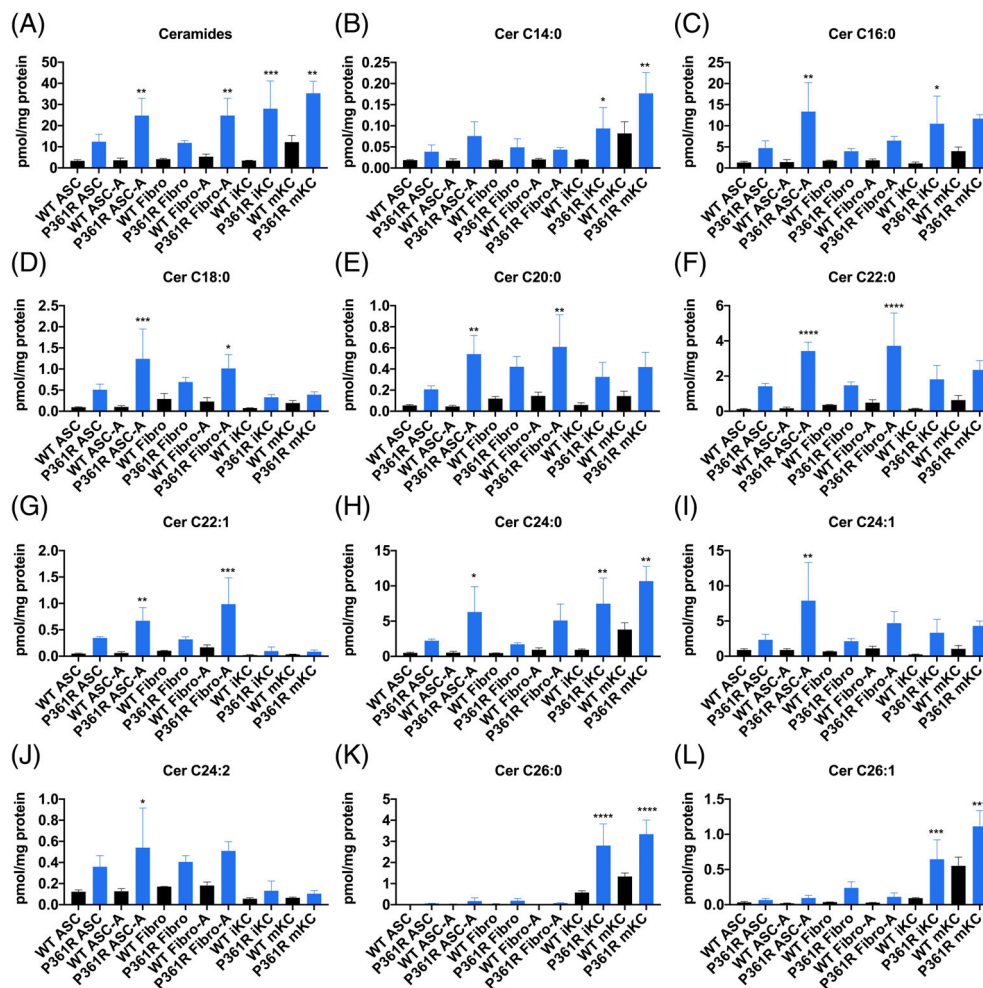 (A)
Ceramides
pmol/mg protein
50
40
30
20
10
0
** ** *** **
WT ASC
P361R ASC
WT ASC-A
P361R ASC-A
WT Fibro
P361R Fibro
WT Fibro-A
P361R Fibro-A
WT iKC
P361R iKC
WT mKC
P361R mKC
(B)
Cer C14:0
pmol/mg protein
0.25
0.20
0.15
0.10
0.05
0.00
* **
WT ASC
P361R ASC
WT ASC-A
P361R ASC-A
WT Fibro
P361R Fibro
WT Fibro-A
P361R Fibro-A
WT iKC
P361R iKC
WT mKC
P361R mKC
(C)
Cer C16:0
pmol/mg protein
25
20
15
10
5
0
** *
WT ASC
P361R ASC
WT ASC-A
P361R ASC-A
WT Fibro
P361R Fibro
WT Fibro-A
P361R Fibro-A
WT iKC
P361R iKC
WT mKC
P361R mKC
(D)
Cer C18:0
pmol/mg protein
2.5
2.0
1.5
1.0
0.5
0.0
*** *
WT ASC
P361R ASC
WT ASC-A
P361R ASC-A
WT Fibro
P361R Fibro
WT Fibro-A
P361R Fibro-A
WT iKC
P361R iKC
WT mKC
P361R mKC
(E)
Cer C20:0
pmol/mg protein
1.0
0.8
0.6
0.4
0.2
0.0
** **
WT ASC
P361R ASC
WT ASC-A
P361R ASC-A
WT Fibro
P361R Fibro
WT Fibro-A
P361R Fibro-A
WT iKC
P361R iKC
WT mKC
P361R mKC
(F)
Cer C22:0
pmol/mg protein
6
4
2
0
**** ****
WT ASC
P361R ASC
WT ASC-A
P361R ASC-A
WT Fibro
P361R Fibro
WT Fibro-A
P361R Fibro-A
WT iKC
P361R iKC
WT mKC
P361R mKC
(G)
Cer C22:1
pmol/mg protein
2.0
1.5
1.0
0.5
0.0
** ***
WT ASC
P361R ASC
WT ASC-A
P361R ASC-A
WT Fibro
P361R Fibro
WT Fibro-A
P361R Fibro-A
WT iKC
P361R iKC
WT mKC
P361R mKC
(H)
Cer C24:0
pmol/mg protein
15
10
5
0
* ** **
WT ASC
P361R ASC
WT ASC-A
P361R ASC-A
WT Fibro
P361R Fibro
WT Fibro-A
P361R Fibro-A
WT iKC
P361R iKC
WT mKC
P361R mKC
(I)
Cer C24:1
pmol/mg protein
15
10
5
0
**
WT ASC
P361R ASC
WT ASC-A
P361R ASC-A
WT Fibro
P361R Fibro
WT Fibro-A
P361R Fibro-A
WT iKC
P361R iKC
WT mKC
P361R mKC
(J)
Cer C24:2
pmol/mg protein
1.0
0.8
0.6
0.4
0.2
0.0
*
WT ASC
P361R ASC
WT ASC-A
P361R ASC-A
WT Fibro
P361R Fibro
WT Fibro-A
P361R Fibro-A
WT iKC
P361R iKC
WT mKC
P361R mKC
(K)
Cer C26:0
pmol/mg protein
5
4
3
2
1
0
**** ****
WT ASC
P361R ASC
WT ASC-A
P361R ASC-A
WT Fibro
P361R Fibro
WT Fibro-A
P361R Fibro-A
WT iKC
P361R iKC
WT mKC
P361R mKC
(L)
Cer C26:1
pmol/mg protein
1.5
1.0
0.5
0.0
*** ***
WT ASC
P361R ASC
WT ASC-A
P361R ASC-A
WT Fibro
P361R Fibro
WT Fibro-A
P361R Fibro-A
WT iKC
P361R iKC
WT mKC
P361R mKC